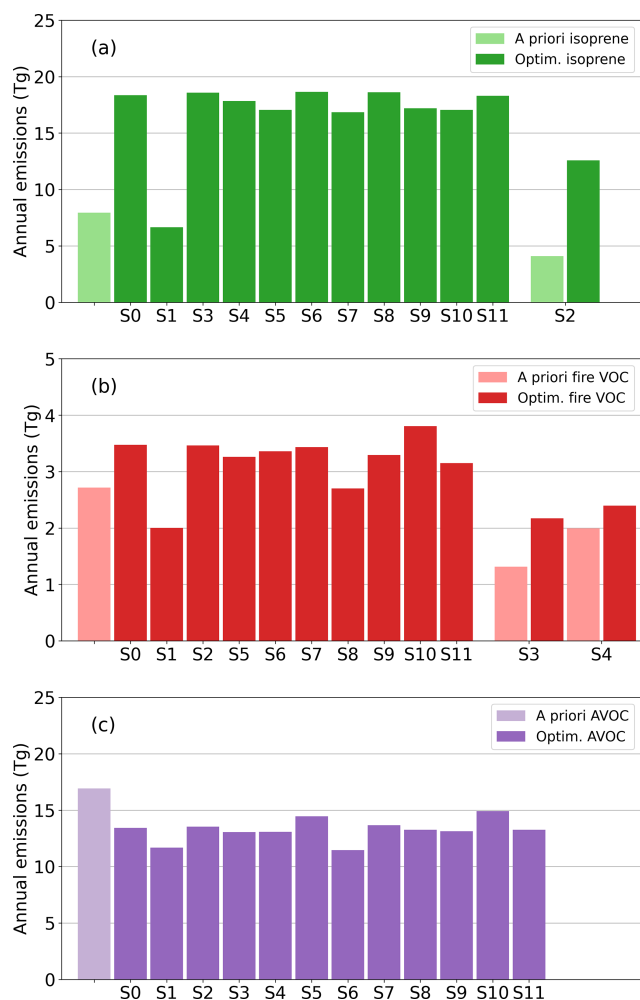 (a)
A priori isoprene
Optim. isoprene
Annual emissions (Tg)
25
20
15
10
5
0
S0 S1 S3 S4 S5 S6 S7 S8 S9 S10 S11 S2
(b)
A priori fire VOC
Optim. fire VOC
Annual emissions (Tg)
5
4
3
2
1
0
S0 S1 S2 S5 S6 S7 S8 S9 S10 S11 S3 S4
(c)
A priori AVOC
Optim. AVOC
Annual emissions (Tg)
25
20
15
10
5
0
S0 S1 S2 S3 S4 S5 S6 S7 S8 S9 S10 S11